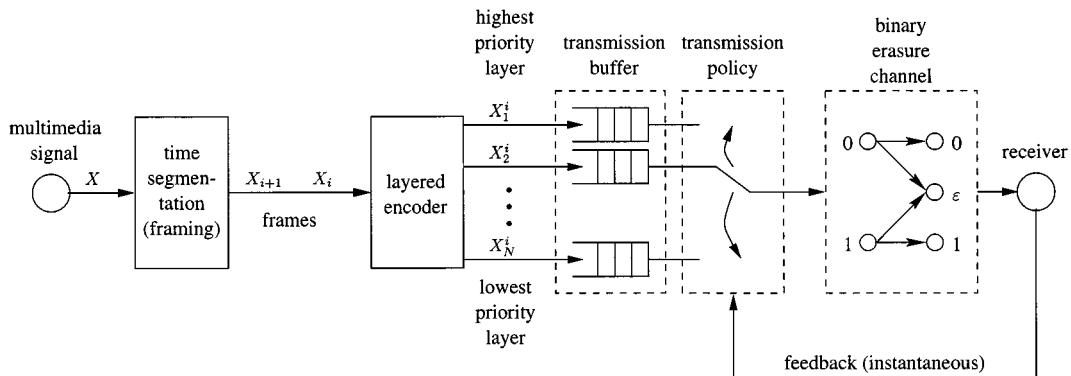 highest
priority
layer
transmission
buffer
transmission
policy
binary
erasure
channel
multimedia
signal
X
time
segmen-
tation
(framing)
X_{i+1} X_i
frames
layered
encoder
X_1^i
X_2^i
X_N^i
lowest
priority
layer
0 0
ε
1 1
receiver
feedback (instantaneous)